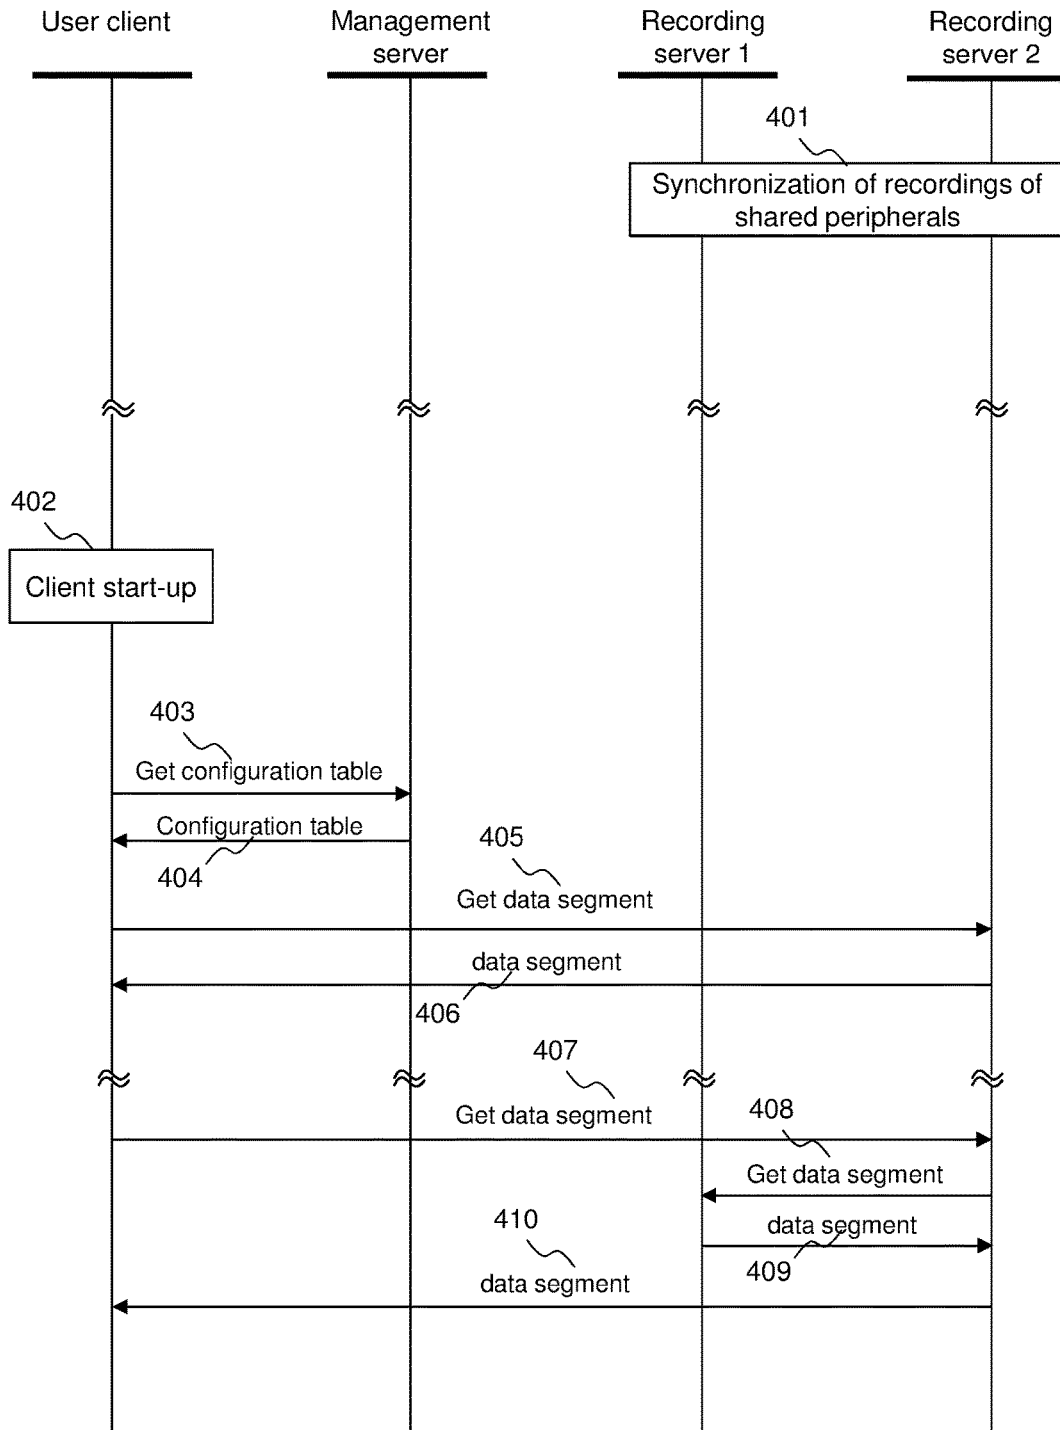 User client
Management
server
Recording
server 1
Recording
server 2
401
Synchronization of recordings of
shared peripherals
402
Client start-up
403
Get configuration table
Configuration table
404
405
Get data segment
data segment
406
407
Get data segment
408
Get data segment
410
data segment
409
data segment